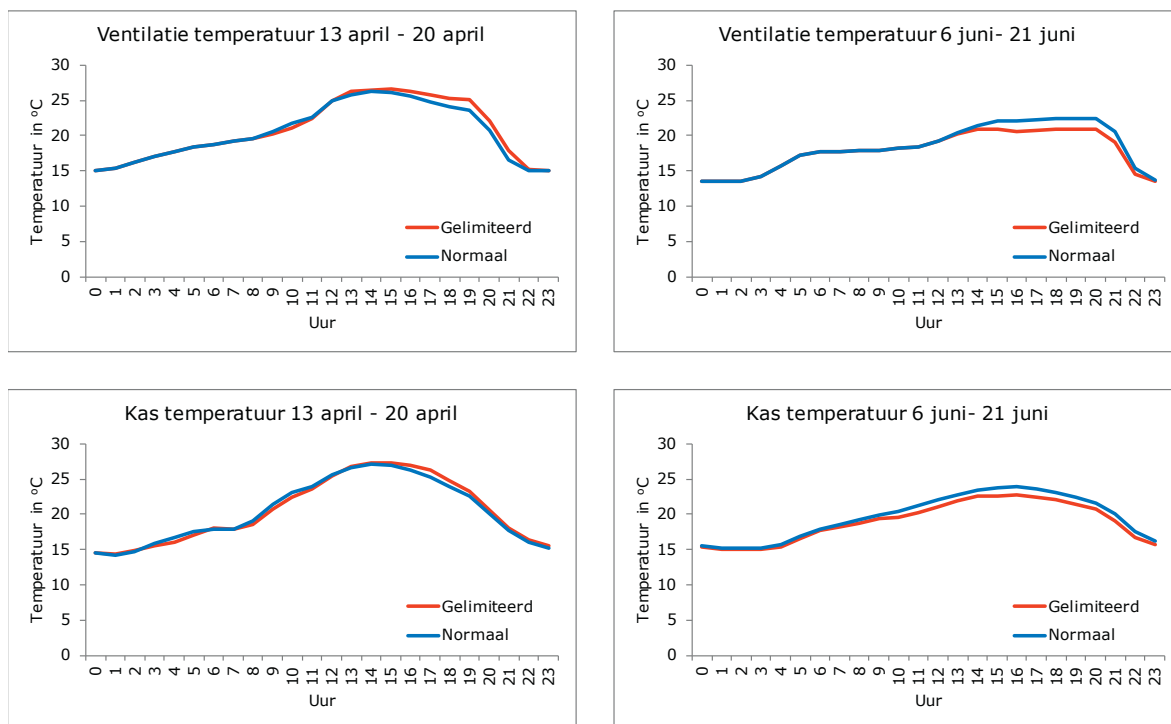 Ventilatie temperatuur 13 april - 20 april
30
25
20
15
10
5
0
Temperatuur in °C
Gelimiteerd
Normaal
0 1 2 3 4 5 6 7 8 9 10 11 12 13 14 15 16 17 18 19 20 21 22 23
Uur
Ventilatie temperatuur 6 juni- 21 juni
30
25
20
15
10
5
0
Temperatuur in °C
Gelimiteerd
Normaal
0 1 2 3 4 5 6 7 8 9 10 11 12 13 14 15 16 17 18 19 20 21 22 23
Uur
Kas temperatuur 13 april - 20 april
30
25
20
15
10
5
0
Temperatuur in °C
Gelimiteerd
Normaal
0 1 2 3 4 5 6 7 8 9 10 11 12 13 14 15 16 17 18 19 20 21 22 23
Uur
Kas temperatuur 6 juni- 21 juni
30
25
20
15
10
5
0
Temperatuur in °C
Gelimiteerd
Normaal
0 1 2 3 4 5 6 7 8 9 10 11 12 13 14 15 16 17 18 19 20 21 22 23
Uur